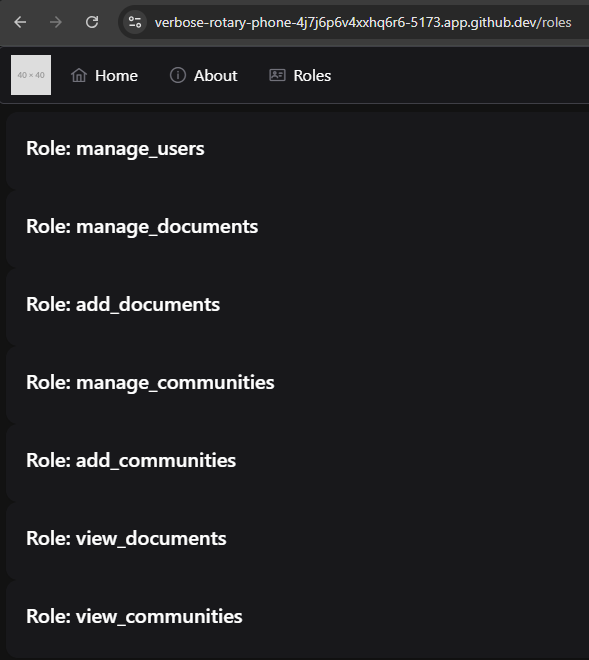 verbose-rotary-phone-4j7j6p6v4xxhq6r6-5173.app.github.dev/roles
40 × 40
Home
About
Roles
Role: manage_users
Role: manage_documents
Role: add_documents
Role: manage_communities
Role: add_communities
Role: view_documents
Role: view_communities